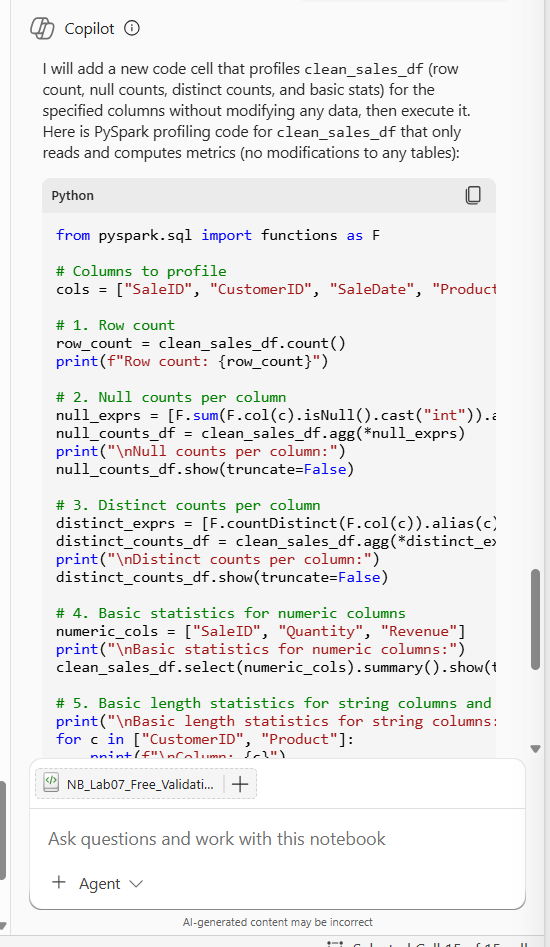 Copilot
I will add a new code cell that profiles clean_sales_df (row
count, null counts, distinct counts, and basic stats) for the
specified columns without modifying any data, then execute it.
Here is PySpark profiling code for clean_sales_df that only
reads and computes metrics (no modifications to any tables):
Python
from pyspark.sql import functions as F
# Columns to profile
cols = ["SaleID", "CustomerID", "SaleDate", "Product
# 1. Row count
row_count = clean_sales_df.count()
print(f"Row count: {row_count}")
# 2. Null counts per column
null_exprs = [F.sum(F.col(c).isNull().cast("int")).a
null_counts_df = clean_sales_df.agg(*null_exprs)
print("\nNull counts per column:")
null_counts_df.show(truncate=False)
# 3. Distinct counts per column
distinct_exprs = [F.countDistinct(F.col(c)).alias(c)
distinct_counts_df = clean_sales_df.agg(*distinct_ex
print("\nDistinct counts per column:")
distinct_counts_df.show(truncate=False)
# 4. Basic statistics for numeric columns
numeric_cols = ["SaleID", "Quantity", "Revenue"]
print("\nBasic statistics for numeric columns:")
clean_sales_df.select(numeric_cols).summary().show(t
# 5. Basic length statistics for string columns and
print("\nBasic length statistics for string columns:
for c in ["CustomerID", "Product"]:
print(f"\nColumn: {c}")
NB_Lab07_Free_Validati...
Ask questions and work with this notebook
Agent
AI-generated content may be incorrect
Selected Cell 15 of 15 cell